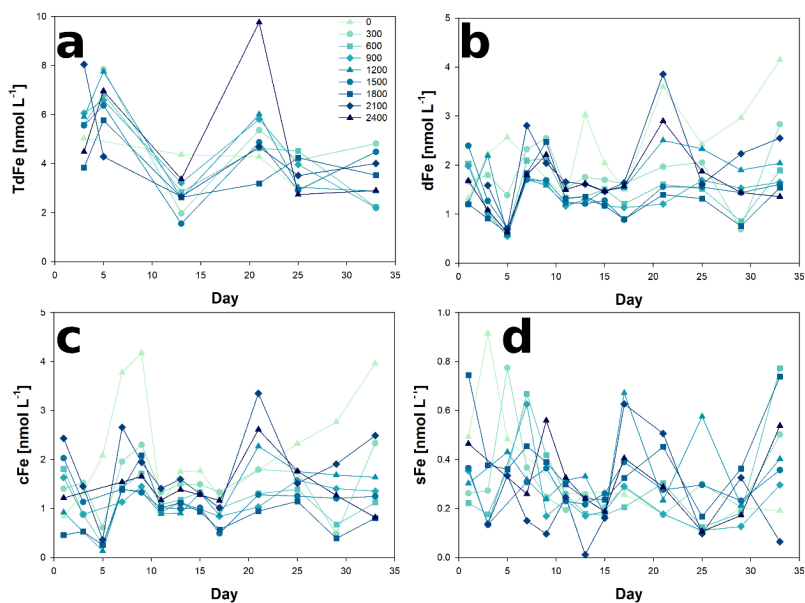 a
b
TdFe [nmol L⁻¹]
10
8
6
4
2
0
0 5 10 15 20 25 30 35
Day
0
300
600
900
1200
1500
1800
2100
2400
dFe [nmol L⁻¹]
5
4
3
2
1
0
0 5 10 15 20 25 30 35
Day
c
d
cFe [nmol L⁻¹]
5
4
3
2
1
0
0 5 10 15 20 25 30 35
Day
sFe [nmol L⁻¹]
1.0
0.8
0.6
0.4
0.2
0.0
0 5 10 15 20 25 30 35
Day